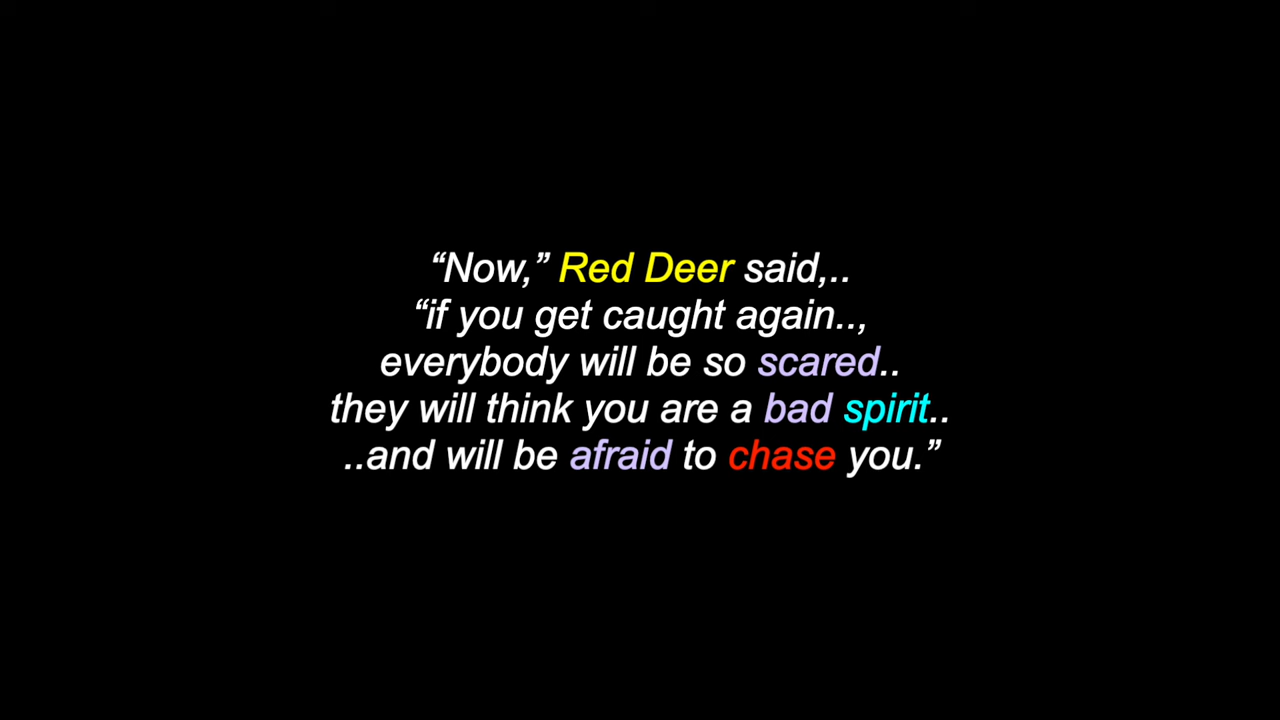 “Now,” Red Deer said,..
“if you get caught again..,
everybody will be so scared..
they will think you are a bad spirit..
..and will be afraid to chase you.”